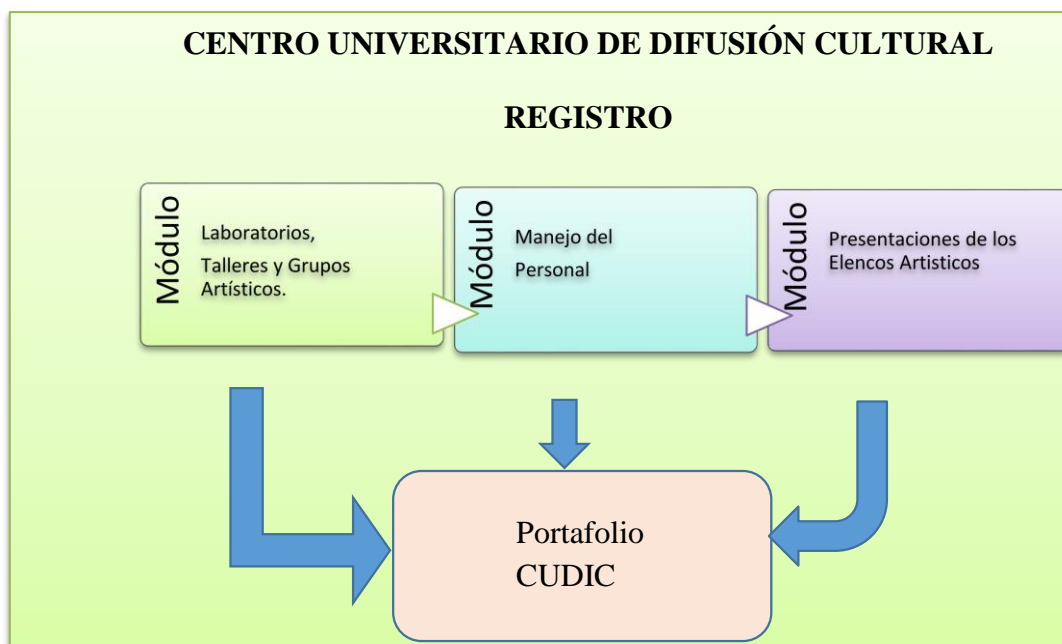 CENTRO UNIVERSITARIO DE DIFUSIÓN CULTURAL
REGISTRO
Módulo
Laboratorios,
Talleres y Grupos
Artísticos.
Módulo
Manejo del
Personal
Módulo
Presentaciones de los
Elencos Artisticos
Portafolio
CUDIC